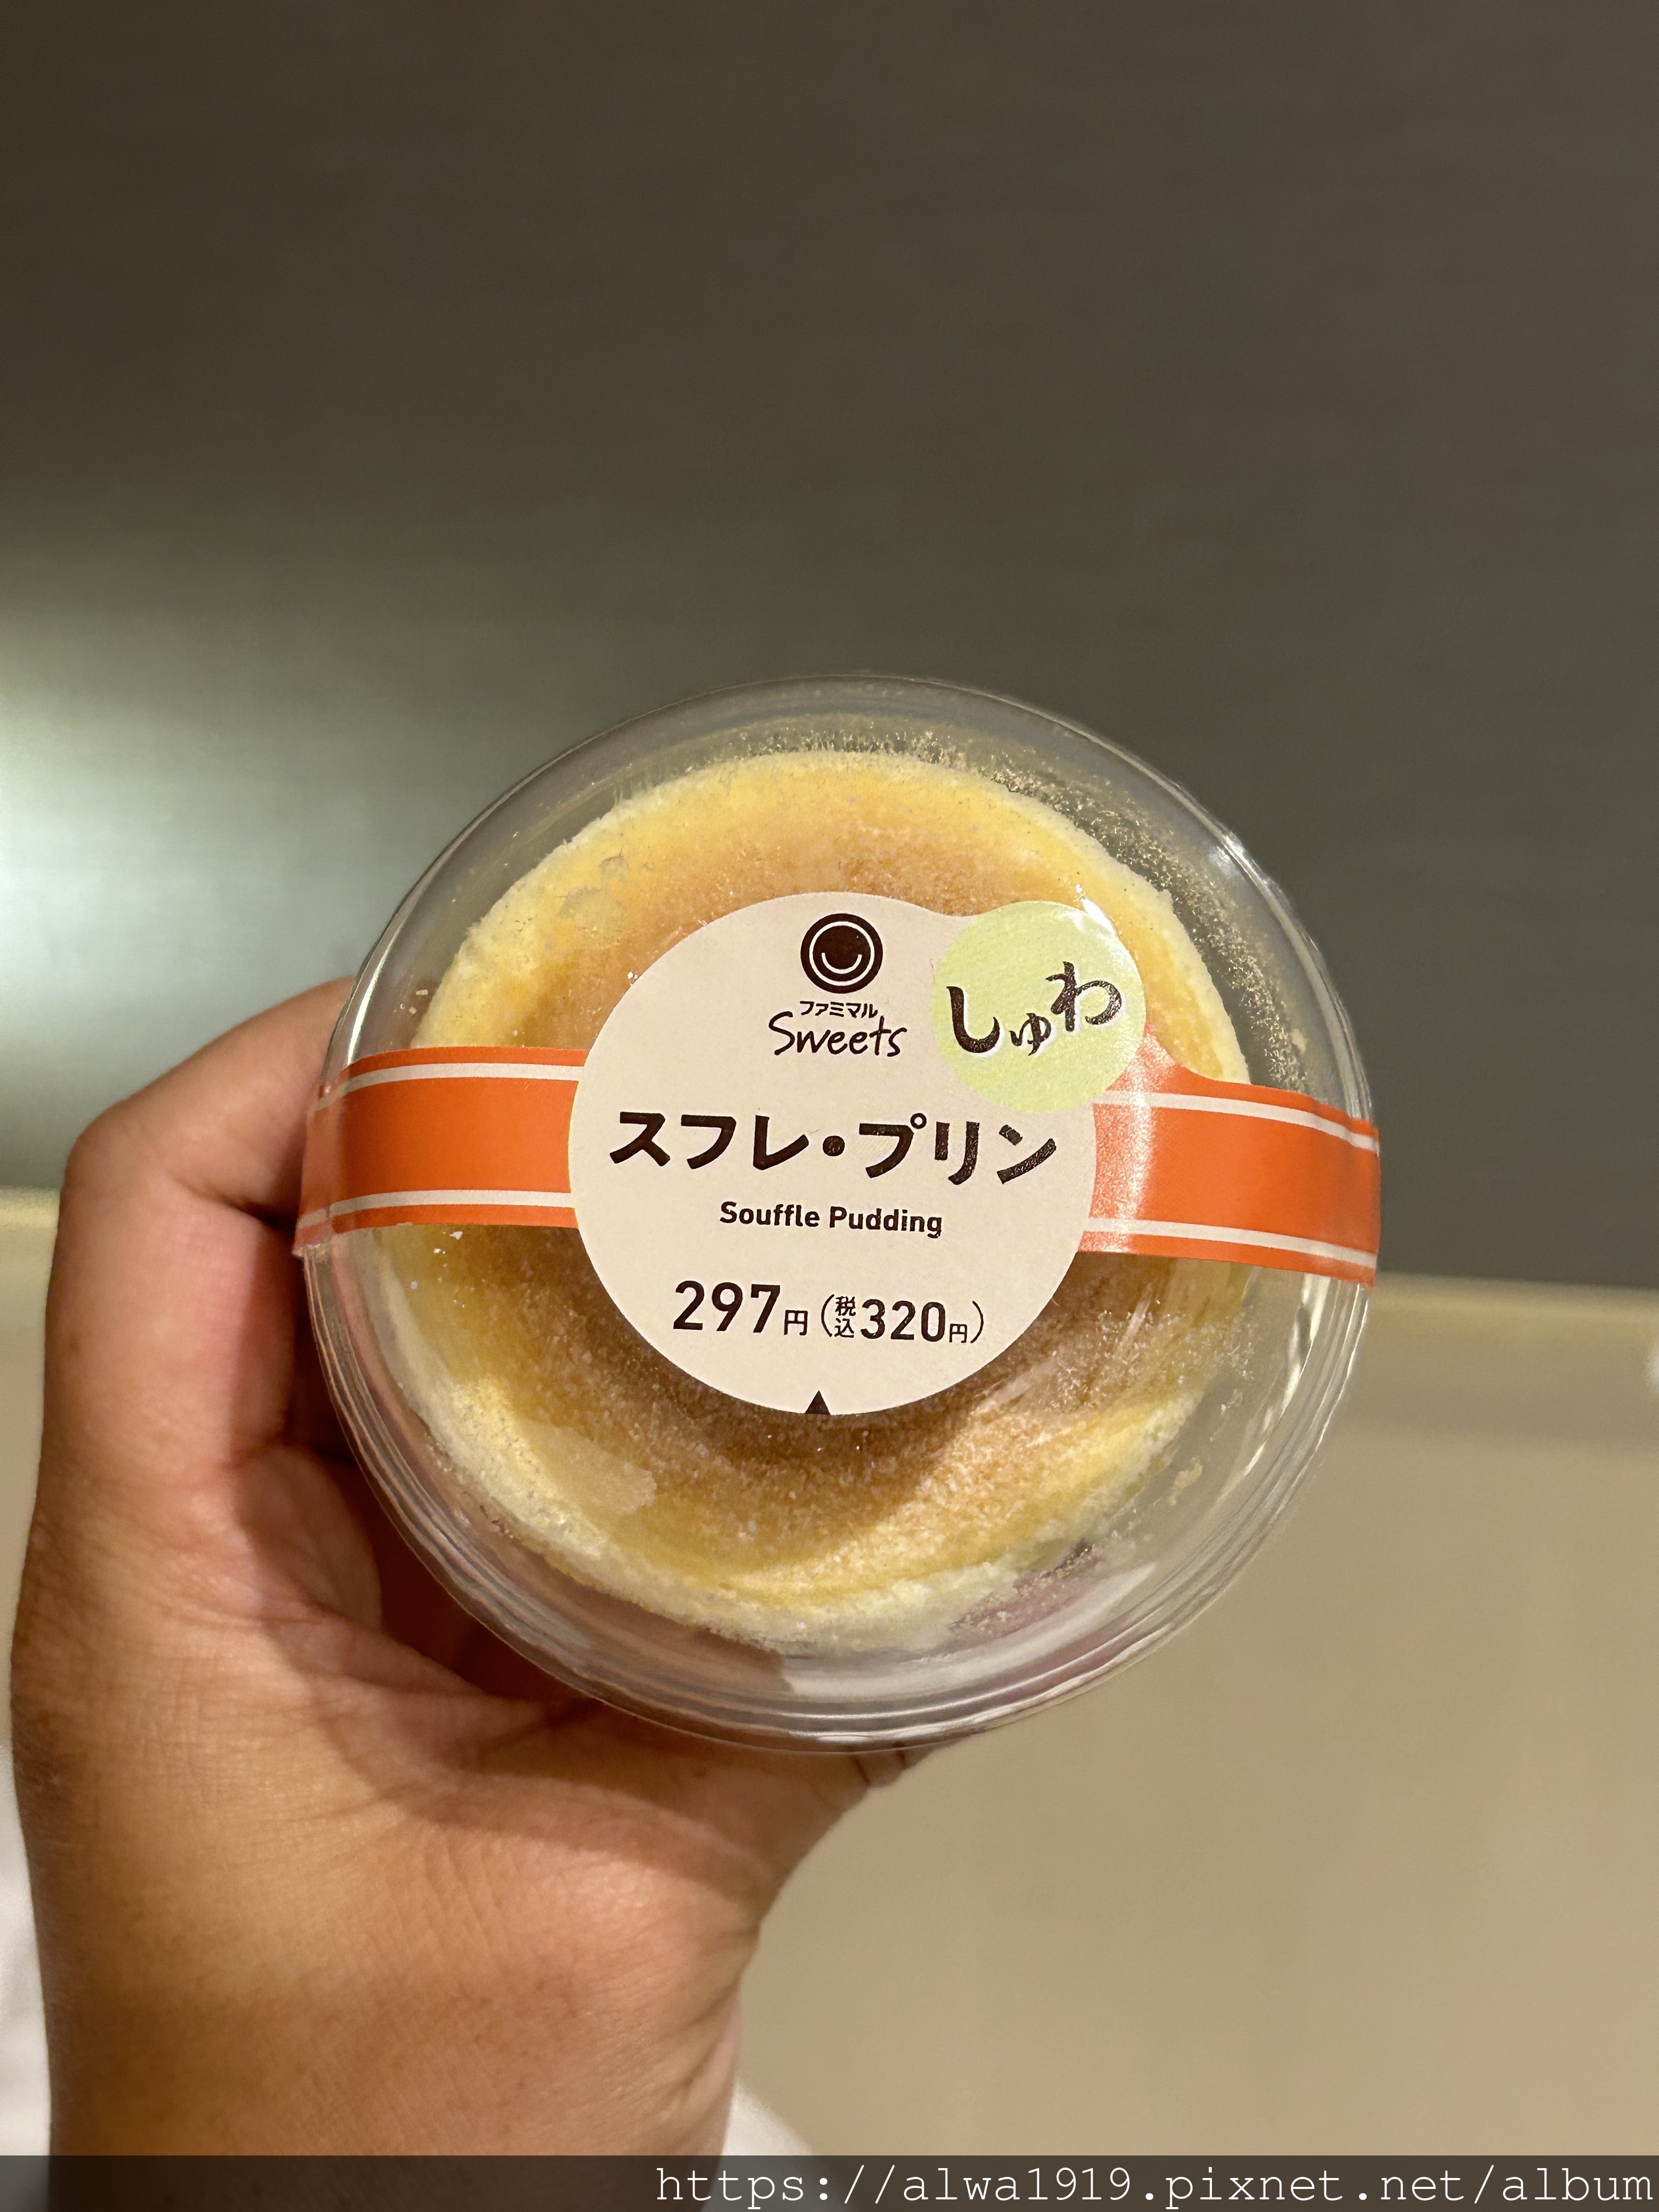 ファミマル
Sweets
しゅわ
スフレ・プリン
Souffle Pudding
297円(税込320円)
https://alwa1919.pixnet.net/album